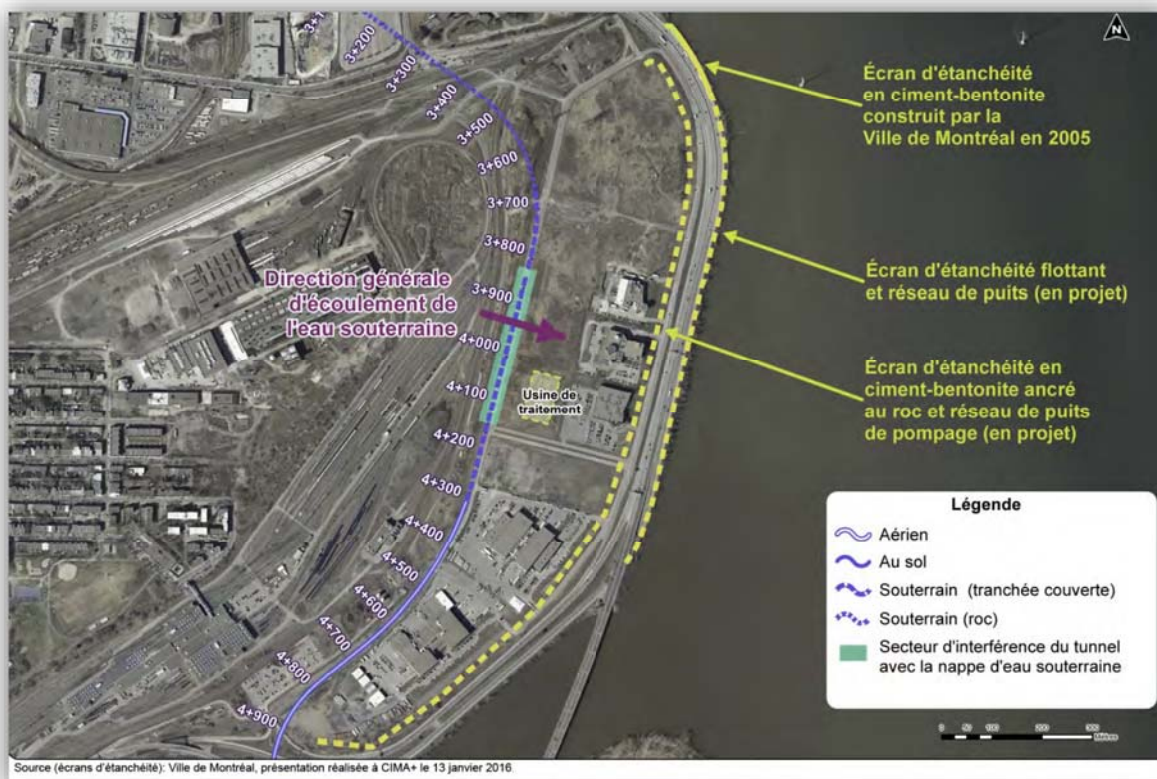 N
3+200
3+300
3+400
3+500
3+600
3+700
3+800
3+900
4+000
4+100
4+200
4+300
4+400
4+500
4+600
4+700
4+800
4+900
Direction générale
d'écoulement de
l'eau souterraine
Usine de
traitement
Écran d'étanchéité
en ciment-bentonite
construit par la
Ville de Montréal en 2005
Écran d'étanchéité flottant
et réseau de puits (en projet)
Écran d'étanchéité en
ciment-bentonite ancré
au roc et réseau de puits
de pompage (en projet)
Légende
Aérien
Au sol
Souterrain (tranchée couverte)
Souterrain (roc)
Secteur d'interférence du tunnel
avec la nappe d'eau souterraine
0 50 100 200 300
Mètres
Source (écrans d'étanchéité): Ville de Montréal, présentation réalisée à CIMA+ le 13 janvier 2016.